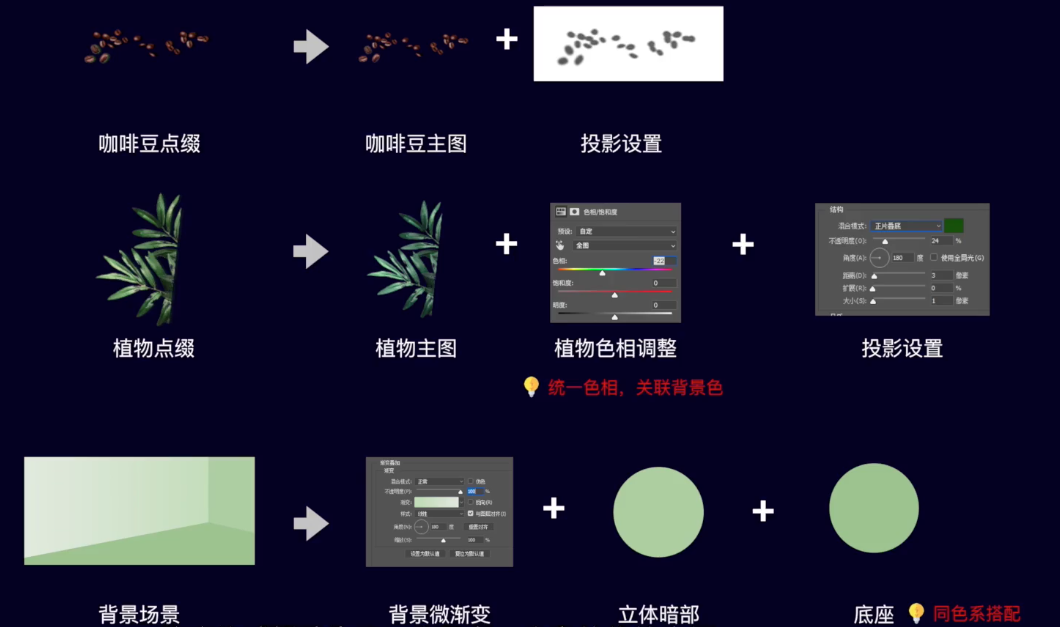 咖啡豆点缀
咖啡豆主图
投影设置
色相/饱和度
预设: 自定
全图
色相: -22
饱和度: 0
明度: 0
结构
混合模式: 正片叠底
不透明度(O): 24 %
角度(A): 180 度 使用全局光(G)
距离(D): 3 像素
扩展(R): 0 %
大小(S): 1 像素
植物点缀
植物主图
植物色相调整
投影设置
统一色相，关联背景色
渐变叠加
渐变
混合模式: 正常 仿色
不透明度(P): 100 %
渐变: 反向(R)
样式: 线性 与图层对齐(I)
角度(N): 180 度 重置对齐
缩放(S): 100 %
设置为默认值 复位为默认值
背景场景
背景微渐变
立体暗部
底座
同色系搭配